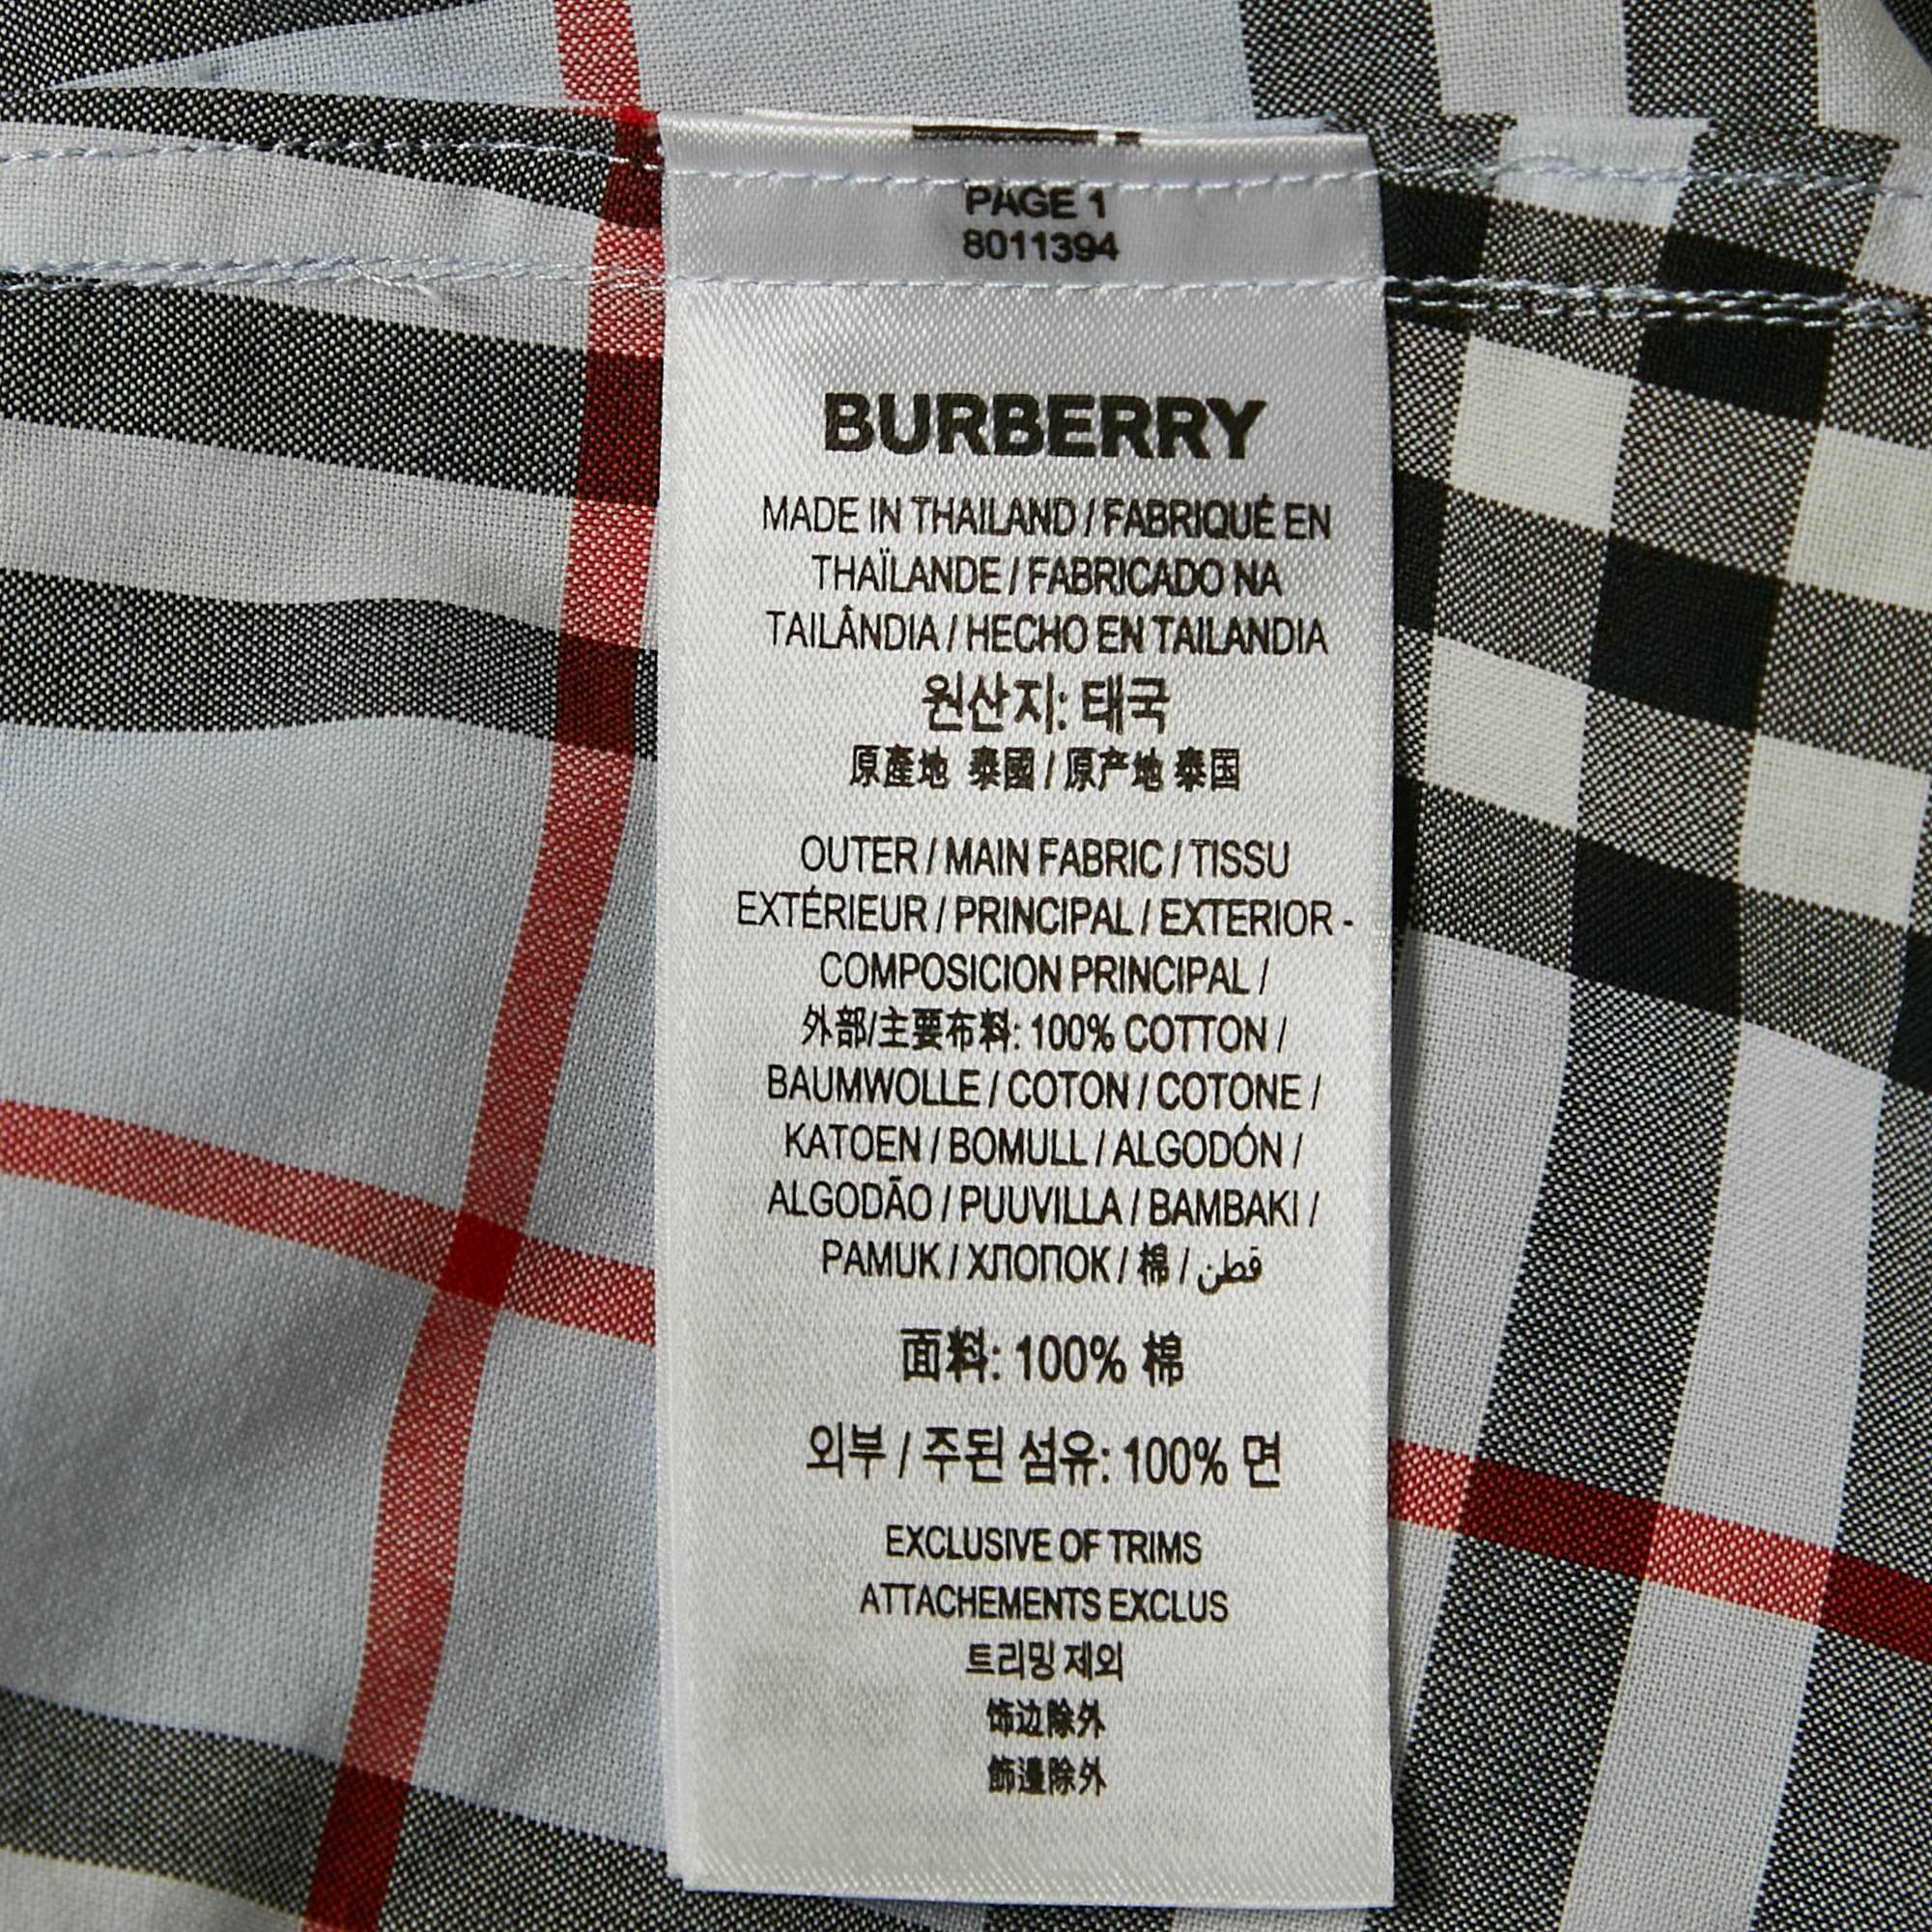 PAGE 1
8011394
BURBERRY
MADE IN THAILAND / FABRIQUÉ EN
THAÏLANDE / FABRICADO NA
TAILÂNDIA / HECHO EN TAILANDIA
원산지: 태국
原產地 泰國 / 原产地 泰国
OUTER / MAIN FABRIC / TISSU
EXTÉRIEUR / PRINCIPAL / EXTERIOR -
COMPOSICION PRINCIPAL /
外部/主要布料: 100% COTTON /
BAUMWOLLE / COTON / COTONE /
KATOEN / BOMULL / ALGODÓN /
ALGODÃO / PUUVILLA / BAMBAKI /
PAMUK / ХЛОПОК / 棉 / قطن
面料: 100% 棉
외부 / 주된 섬유: 100% 면
EXCLUSIVE OF TRIMS
ATTACHEMENTS EXCLUS
트리밍 제외
饰边除外
飾邊除外